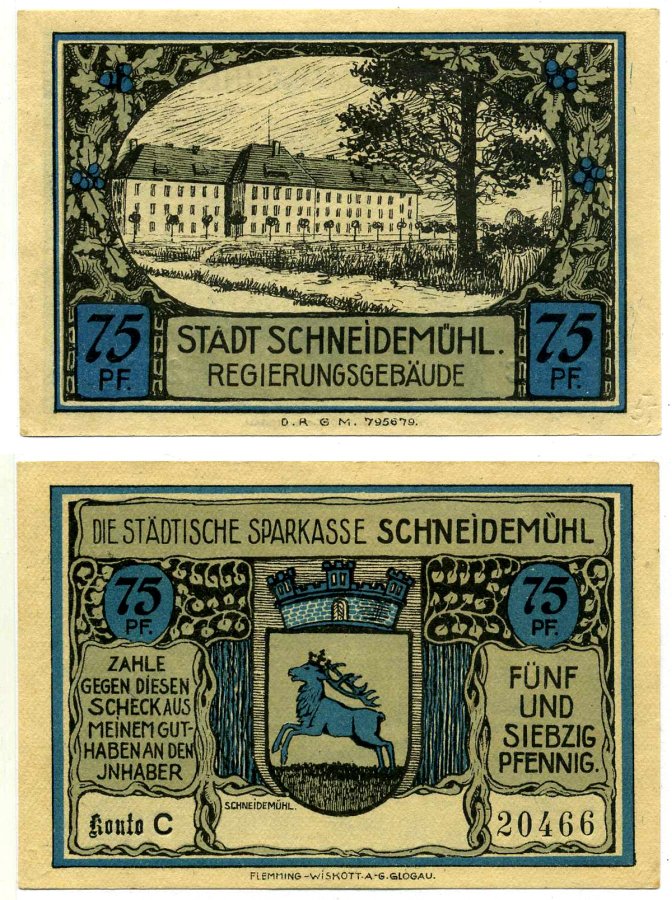 75
PF.
STADT SCHNEIDEMÜHL.
REGIERUNGSGEBÄUDE
75
PF.
D. R G M. 795679.
DIE STÄDTISCHE SPARKASSE SCHNEIDEMÜHL
75
PF.
75
PF.
ZAHLE
GEGEN DIESEN
SCHECK AUS
MEINEM GUT-
HABEN AN DEN
JNHABER
FÜNF
UND
SIEBZIG
PFENNIG.
SCHNEIDEMÜHL.
Konto C
20466
FLEMMING-WISKOTT-A-G-GLOGAU.